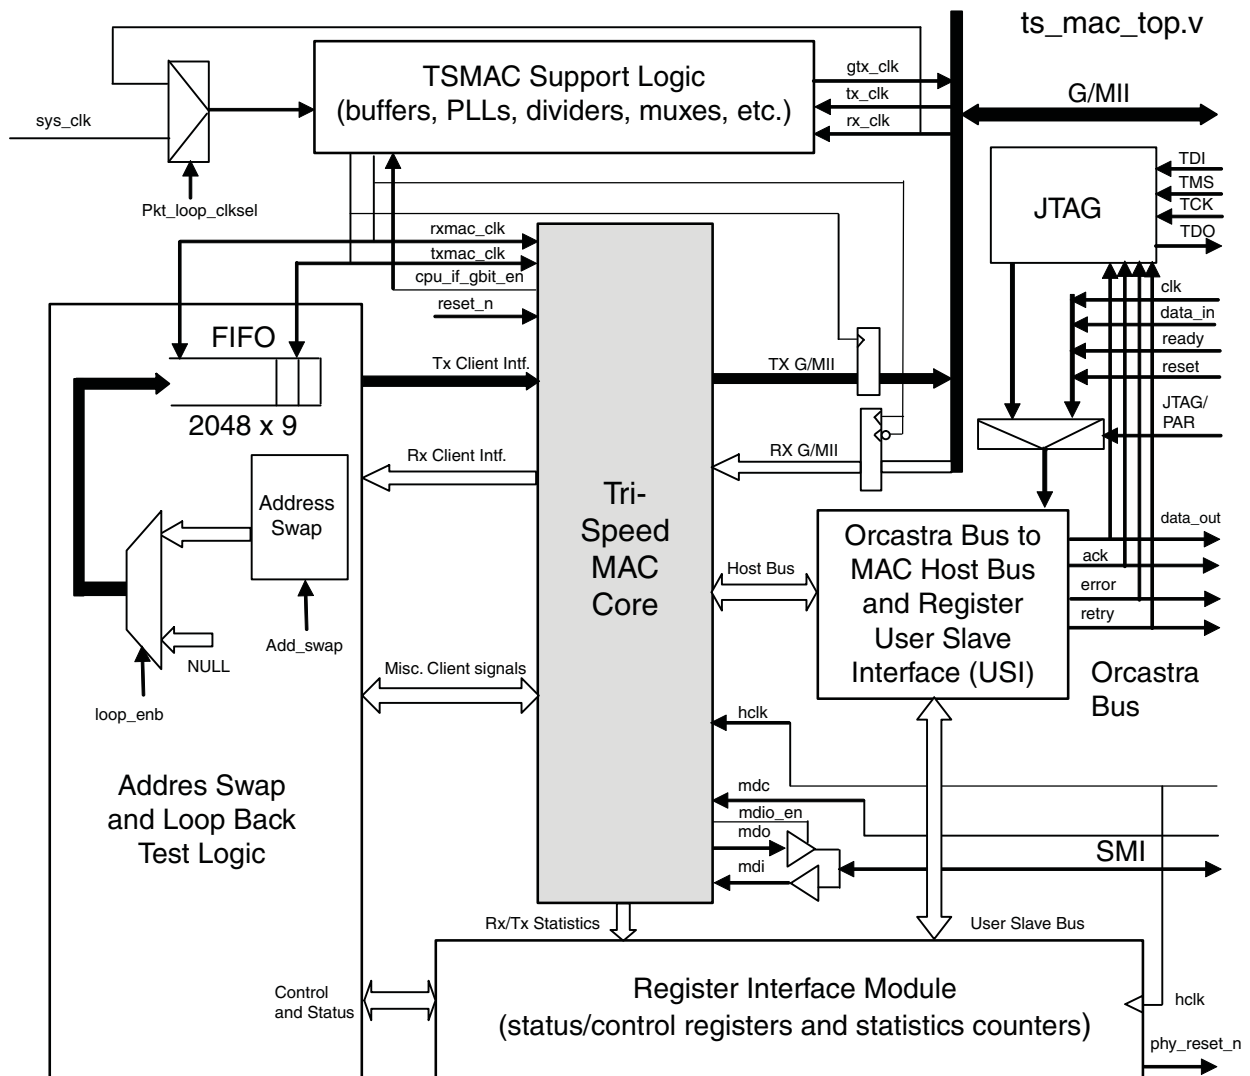 ts_mac_top.v
TSMAC Support Logic
(buffers, PLLs, dividers, muxes, etc.)
gtx_clk
tx_clk
rx_clk
G/MII
sys_clk
Pkt_loop_clksel
JTAG
TDI
TMS
TCK
TDO
rxmac_clk
txmac_clk
cpu_if_gbit_en
reset_n
clk
data_in
ready
reset
JTAG/
PAR
FIFO
2048 x 9
Tx Client Intf.
TX G/MII
Rx Client Intf.
RX G/MII
Tri-
Speed
MAC
Core
Address
Swap
Add_swap
NULL
loop_enb
Host Bus
Orcastra Bus to
MAC Host Bus
and Register
User Slave
Interface (USI)
data_out
ack
error
retry
Orcastra
Bus
Misc. Client signals
hclk
mdc
mdio_en
mdo
mdi
SMI
Addres Swap
and Loop Back
Test Logic
Rx/Tx Statistics
User Slave Bus
Control
and Status
Register Interface Module
(status/control registers and statistics counters)
hclk
phy_reset_n